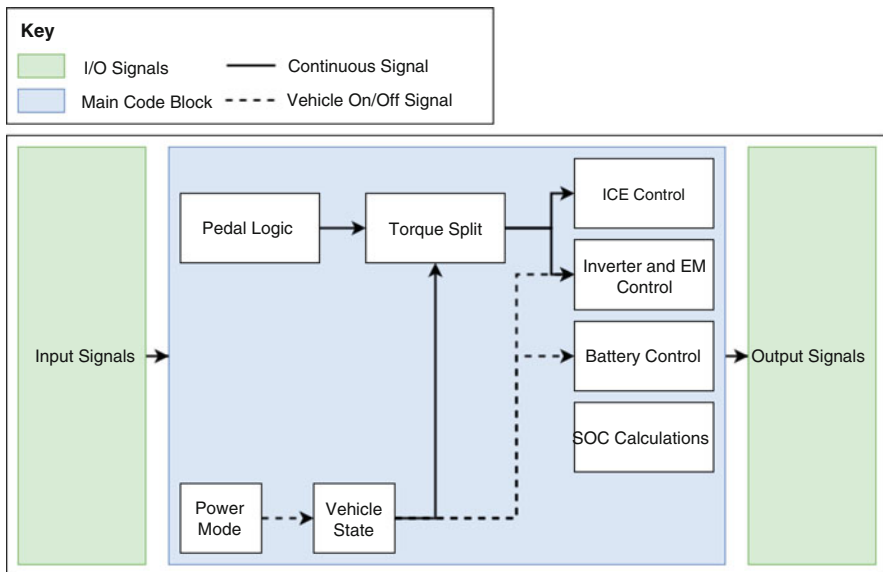 Key
I/O Signals
Continuous Signal
Main Code Block
Vehicle On/Off Signal
Input Signals
Pedal Logic
Torque Split
ICE Control
Inverter and EM
Control
Battery Control
SOC Calculations
Power
Mode
Vehicle
State
Output Signals